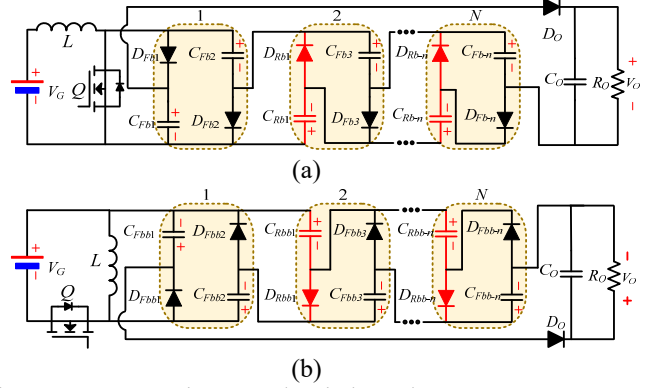 1 2 N
L D_Fb1 C_Fb2 D_Rb1 C_Fb3 D_Rb-n C_Fb-n D_O
+ − V_G Q C_Fb1 D_Fb2 C_Rb1 D_Fb3 C_Rb-n D_Fb-n C_O R_O + V_O −
(a)
1 2 N
C_Fbb1 D_Fbb2 C_Rbb1 D_Fbb3 C_Rbb-n D_Fbb-n
+ − V_G L Q D_Fbb1 C_Fbb2 D_Rbb1 C_Fbb3 D_Rbb-n C_Fbb-n C_O R_O − V_O +
D_O
(b)